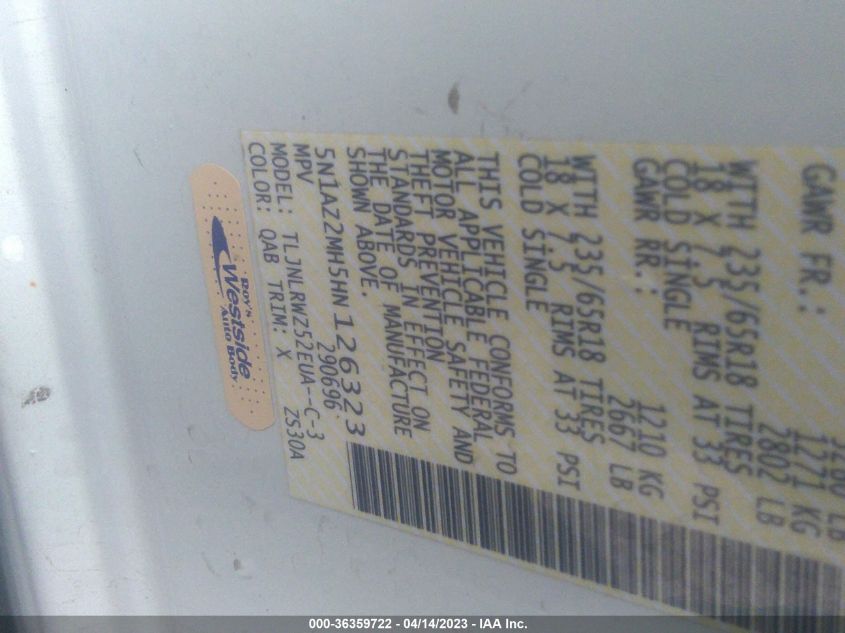 GAWR FR.: 1271 KG
2802 LB
WITH 235/65R18 TIRES
18 X 7.5 RIMS AT 33 PSI
COLD SINGLE
GAWR RR.: 1210 KG
2667 LB
WITH 235/65R18 TIRES
18 X 7.5 RIMS AT 33 PSI
COLD SINGLE
THIS VEHICLE CONFORMS TO
ALL APPLICABLE FEDERAL
MOTOR VEHICLE SAFETY AND
THEFT PREVENTION
STANDARDS IN EFFECT ON
THE DATE OF MANUFACTURE
SHOWN ABOVE.
5N1AZ2MH5HN126323
MPV 290696
MODEL: TLJNLRWZ52EUA--C-3
COLOR: QAB TRIM: X ZS30A
Roy's
Westside
Auto Body
000-36359722 - 04/14/2023 - IAA Inc.